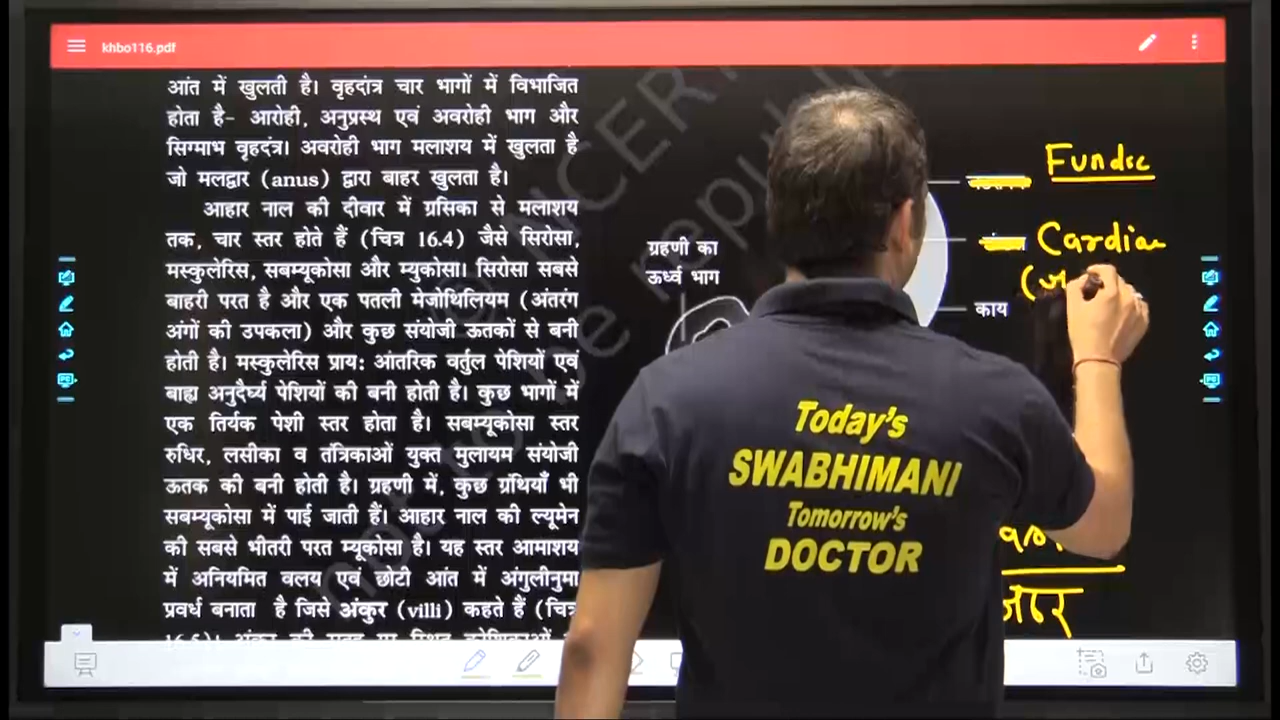 khbo116.pdf
आंत में खुलती है। वृहदांत्र चार भागों में विभाजित
होता है- आरोही, अनुप्रस्थ एवं अवरोही भाग और
सिग्माभ वृहदंत्र। अवरोही भाग मलाशय में खुलता है
जो मलद्वार (anus) द्वारा बाहर खुलता है।
आहार नाल की दीवार में ग्रसिका से मलाशय
तक, चार स्तर होते हैं (चित्र 16.4) जैसे सिरोसा,
मस्कुलेरिस, सबम्यूकोसा और म्युकोसा। सिरोसा सबसे
बाहरी परत है और एक पतली मेजोथिलियम (अंतरंग
अंगों की उपकला) और कुछ संयोजी ऊतकों से बनी
होती है। मस्कुलेरिस प्राय: आंतरिक वर्तुल पेशियों एवं
बाह्य अनुदैर्घ्य पेशियों की बनी होती है। कुछ भागों में
एक तिर्यक पेशी स्तर होता है। सबम्यूकोसा स्तर
रुधिर, लसीका व तंत्रिकाओं युक्त मुलायम संयोजी
ऊतक की बनी होती है। ग्रहणी में, कुछ ग्रंथियाँ भी
सबम्यूकोसा में पाई जाती हैं। आहार नाल की ल्यूमेन
की सबसे भीतरी परत म्यूकोसा है। यह स्तर आमाशय
में अनियमित वलय एवं छोटी आंत में अंगुलीनुमा
प्रवर्ध बनाता है जिसे अंकुर (villi) कहते हैं (चित्र
ग्रहणी का
ऊर्ध्व भाग
Fundic
Cardiac
काय
Today's
SWABHIMANI
Tomorrow's
DOCTOR